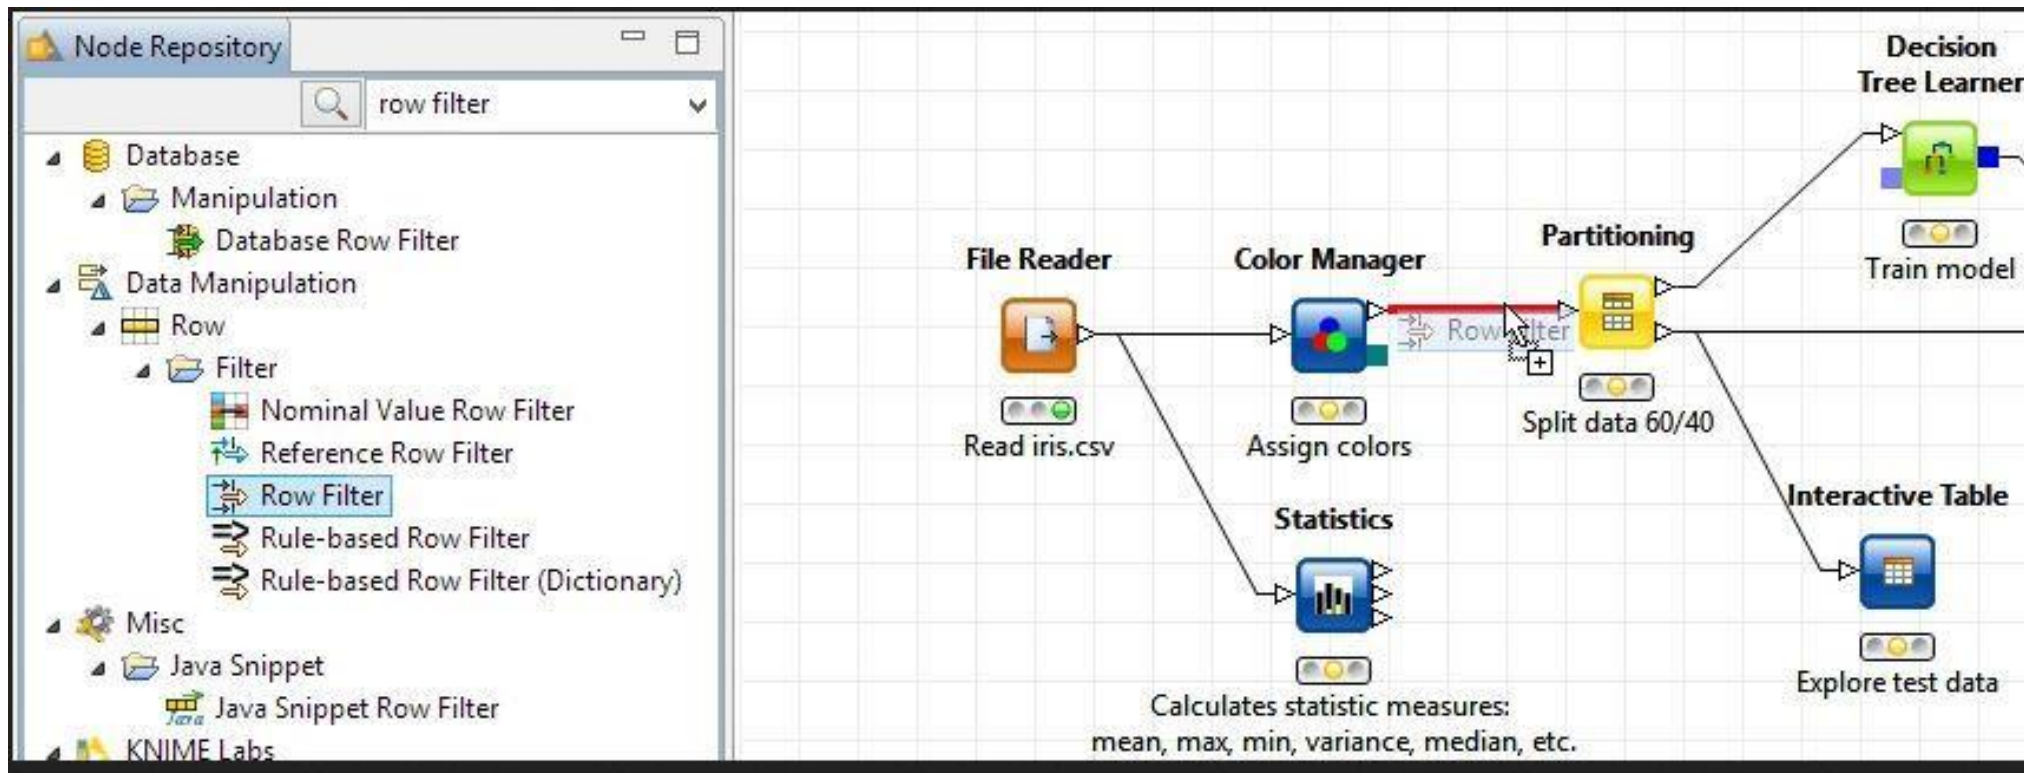 Node Repository
row filter
Database
Manipulation
Database Row Filter
Data Manipulation
Row
Filter
Nominal Value Row Filter
Reference Row Filter
Row Filter
Rule-based Row Filter
Rule-based Row Filter (Dictionary)
Misc
Java Snippet
Java
Java Snippet Row Filter
KNIME Labs
File Reader
Read iris.csv
Color Manager
Assign colors
Row Filter
Partitioning
Split data 60/40
Decision
Tree Learner
Train model
Statistics
Calculates statistic measures:
mean, max, min, variance, median, etc.
Interactive Table
Explore test data